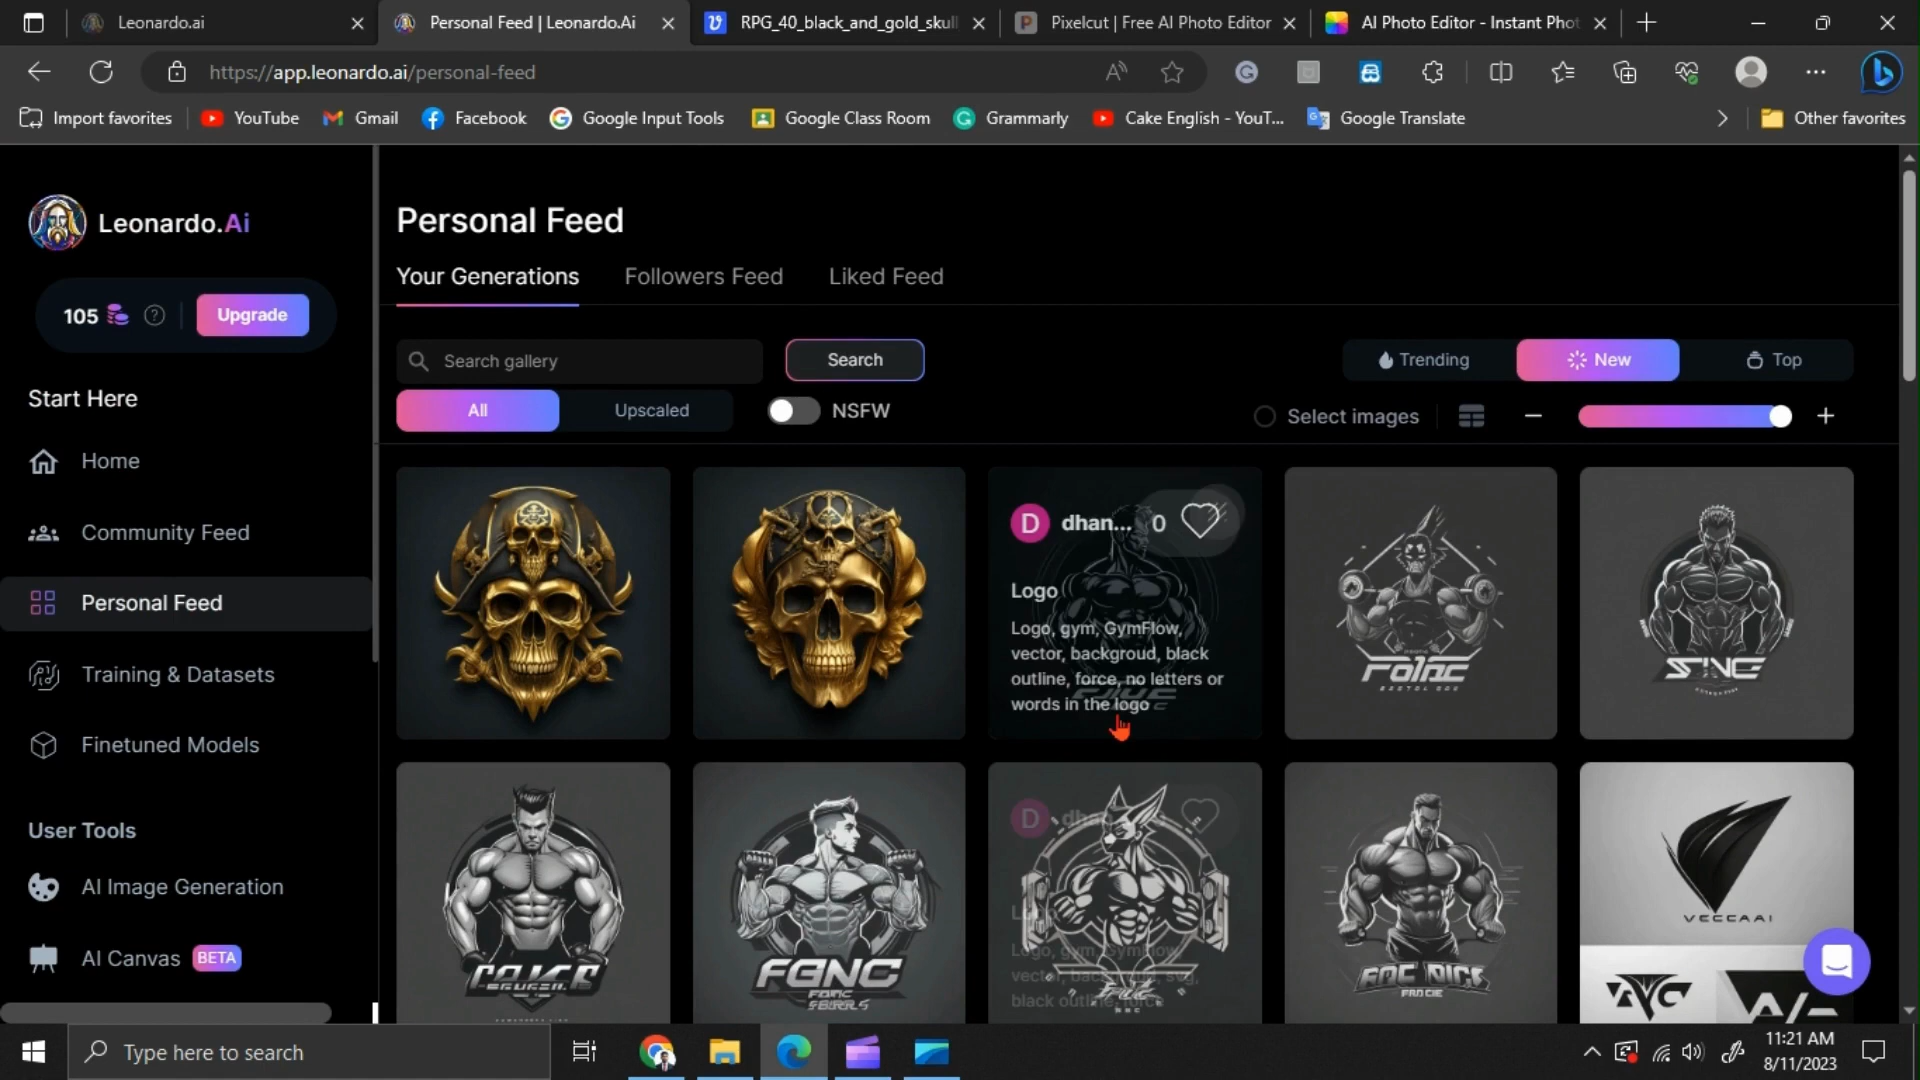 Leonardo.ai
Personal Feed | Leonardo.Ai
RPG_40_black_and_gold_skul
Pixelcut | Free AI Photo Editor
AI Photo Editor - Instant Phot
https://app.leonardo.ai/personal-feed
Import favorites
YouTube
Gmail
Facebook
Google Input Tools
Google Class Room
Grammarly
Cake English - YouT...
Google Translate
Other favorites
Leonardo.Ai
105
Upgrade
Start Here
Home
Community Feed
Personal Feed
Training & Datasets
Finetuned Models
User Tools
AI Image Generation
AI Canvas BETA
Personal Feed
Your Generations
Followers Feed
Liked Feed
Search gallery
Search
Trending
New
Top
All
Upscaled
NSFW
Select images
D dhan... 0
Logo
Logo, gym, GymFlow,
vector, backgroud, black
outline, force, no letters or
words in the logo
FGNC
VECCAAI
Type here to search
11:21 AM
8/11/2023